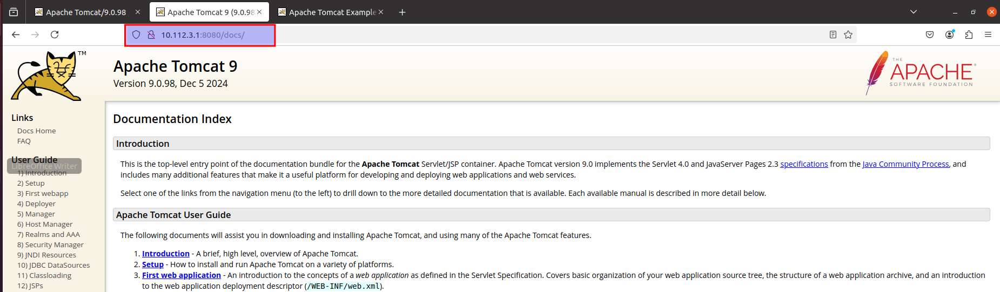 Apache Tomcat/9.0.98
Apache Tomcat 9 (9.0.98
Apache Tomcat Example
10.112.3.1:8080/docs/
TM
Apache Tomcat 9
Version 9.0.98, Dec 5 2024
THE
APACHE®
SOFTWARE FOUNDATION
Links
Docs Home
FAQ
User Guide
LibreOffice Writer
1) Introduction
2) Setup
3) First webapp
4) Deployer
5) Manager
6) Host Manager
7) Realms and AAA
8) Security Manager
9) JNDI Resources
10) JDBC DataSources
11) Classloading
12) JSPs
Documentation Index
Introduction
This is the top-level entry point of the documentation bundle for the Apache Tomcat Servlet/JSP container. Apache Tomcat version 9.0 implements the Servlet 4.0 and JavaServer Pages 2.3 specifications from the Java Community Process, and
includes many additional features that make it a useful platform for developing and deploying web applications and web services.
Select one of the links from the navigation menu (to the left) to drill down to the more detailed documentation that is available. Each available manual is described in more detail below.
Apache Tomcat User Guide
The following documents will assist you in downloading and installing Apache Tomcat, and using many of the Apache Tomcat features.
1. Introduction - A brief, high level, overview of Apache Tomcat.
2. Setup - How to install and run Apache Tomcat on a variety of platforms.
3. First web application - An introduction to the concepts of a web application as defined in the Servlet Specification. Covers basic organization of your web application source tree, the structure of a web application archive, and an introduction
to the web application deployment descriptor (/WEB-INF/web.xml).